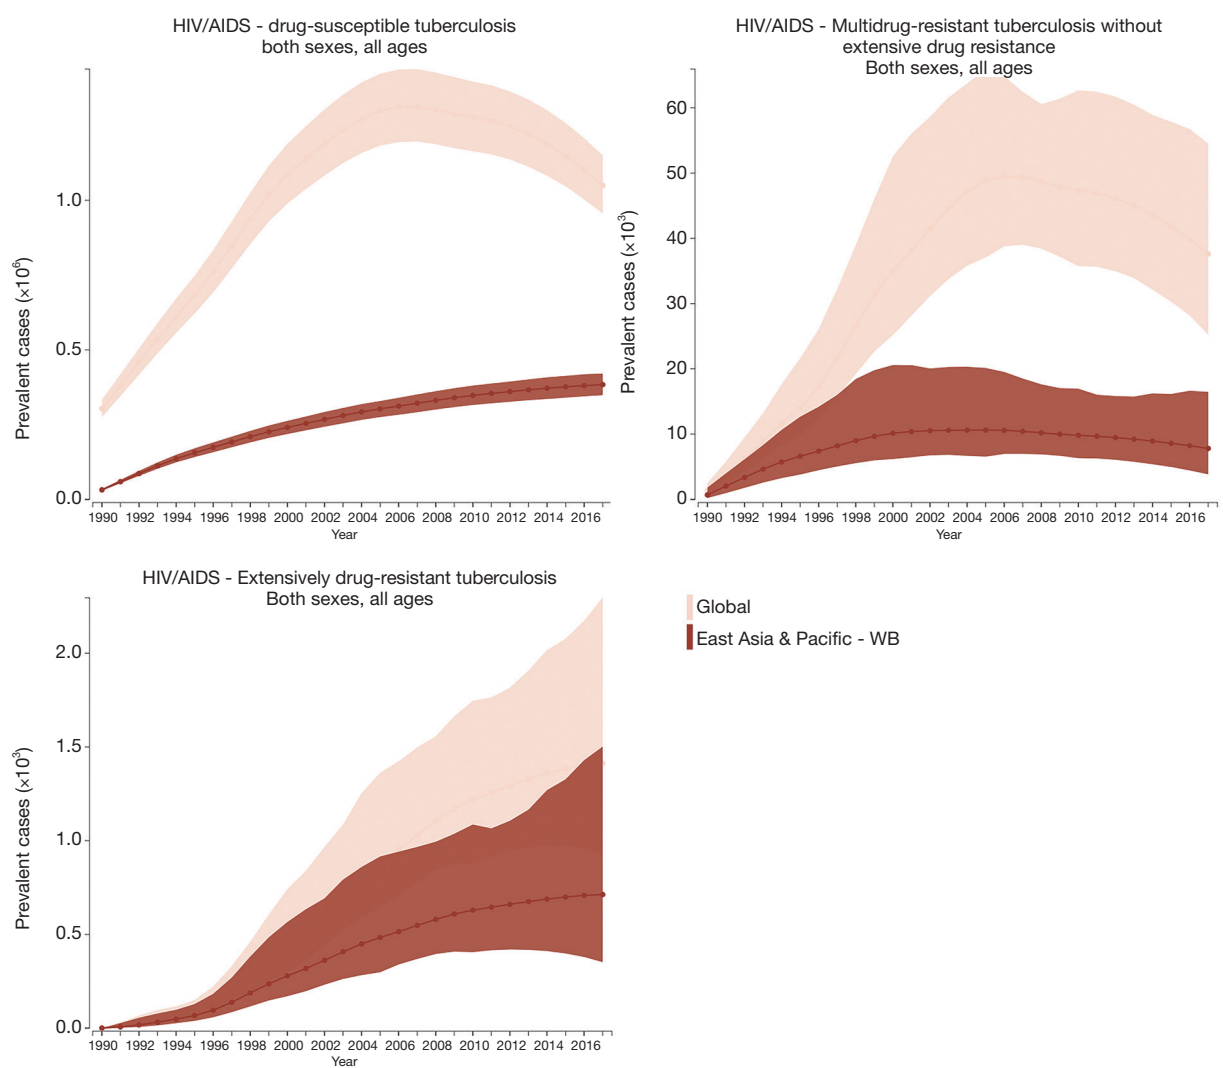 HIV/AIDS - drug-susceptible tuberculosis
both sexes, all ages
Prevalent cases (×10⁶)
1.0
0.5
0.0
1990 1992 1994 1996 1998 2000 2002 2004 2006 2008 2010 2012 2014 2016
Year
HIV/AIDS - Multidrug-resistant tuberculosis without
extensive drug resistance
Both sexes, all ages
Prevalent cases (×10³)
60
50
40
30
20
10
0
1990 1992 1994 1996 1998 2000 2002 2004 2006 2008 2010 2012 2014 2016
Year
HIV/AIDS - Extensively drug-resistant tuberculosis
Both sexes, all ages
Prevalent cases (×10³)
2.0
1.5
1.0
0.5
0.0
1990 1992 1994 1996 1998 2000 2002 2004 2006 2008 2010 2012 2014 2016
Year
Global
East Asia & Pacific - WB